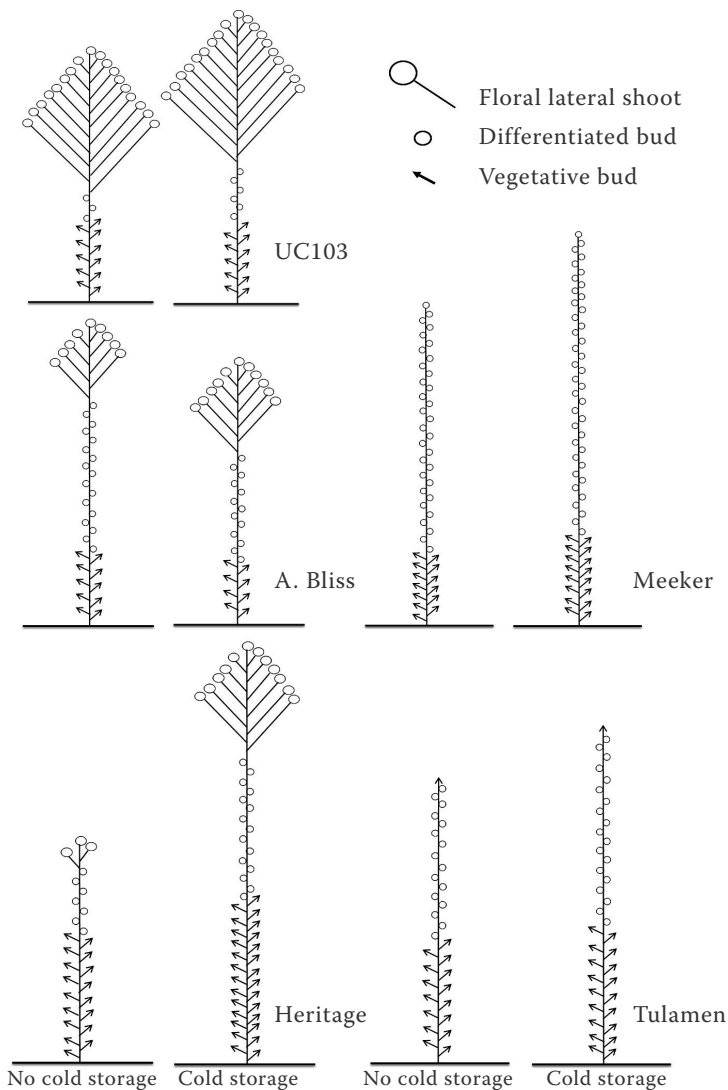 Floral lateral shoot
Differentiated bud
Vegetative bud
UC103
A. Bliss
Meeker
Heritage
Tulamen
No cold storage
Cold storage
No cold storage
Cold storage